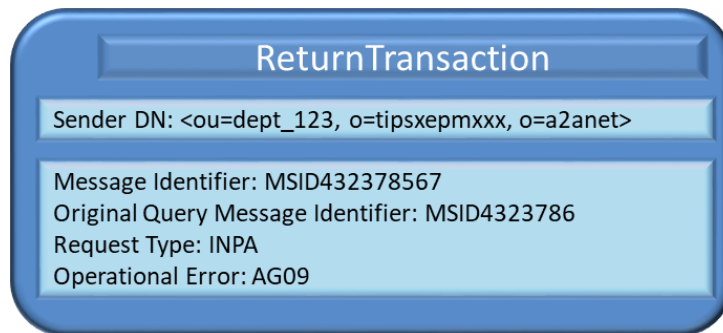 ReturnTransaction
Sender DN: <ou=dept_123, o=tipsxepmxxx, o=a2anet>
Message Identifier: MSID432378567
Original Query Message Identifier: MSID4323786
Request Type: INPA
Operational Error: AG09